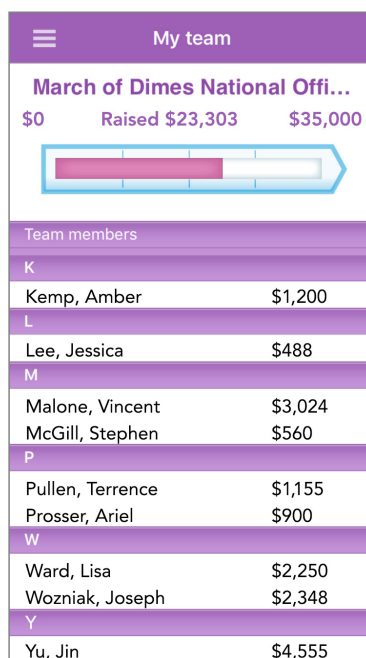 My team
March of Dimes National Offi...
$0 Raised $23,303 $35,000
Team members
K
Kemp, Amber $1,200
L
Lee, Jessica $488
M
Malone, Vincent $3,024
McGill, Stephen $560
P
Pullen, Terrence $1,155
Prosser, Ariel $900
W
Ward, Lisa $2,250
Wozniak, Joseph $2,348
Y
Yu, Jin $4,555